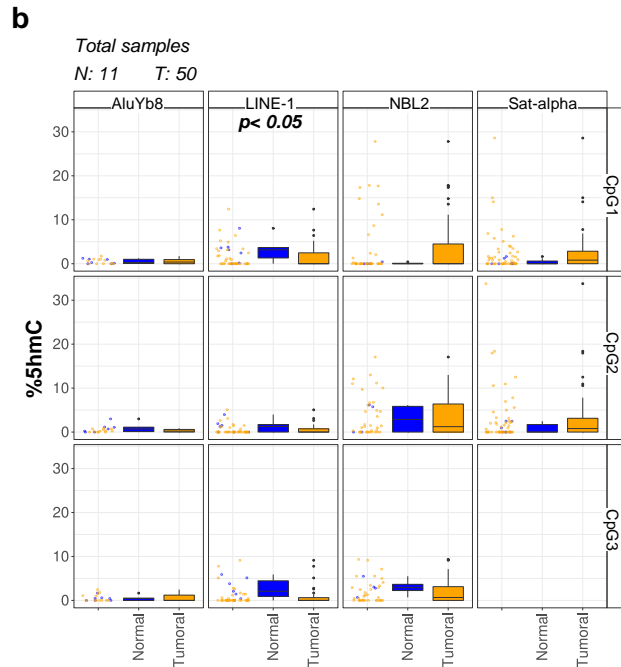 b
Total samples
N: 11 T: 50
AluYb8 LINE-1 NBL2 Sat-alpha
p< 0.05
30
20
10
0
CpG1
30
20
10
0
CpG2
30
20
10
0
CpG3
%5hmC
Normal Tumoral Normal Tumoral Normal Tumoral Normal Tumoral